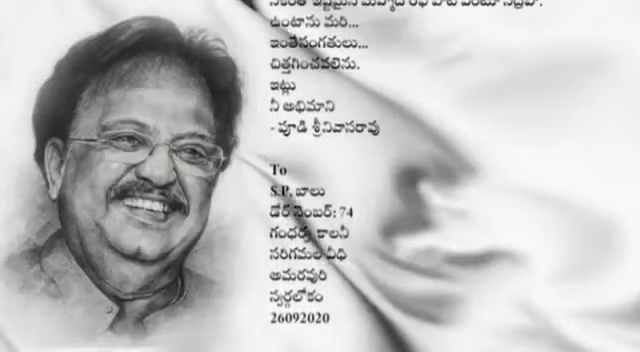 ఉంటాను మరి...
ఇంతేసంగతులు...
చిత్తగించవలెను.
ఇట్లు
నీ అభిమాని
- పూడి శ్రీనివాసరావు
To
S.P. బాలు
డోర్ నెంబర్: 74
గంధర్వ కాలనీ
సరిగమల వీధి
అమరపురి
స్వర్గలోకం
26092020